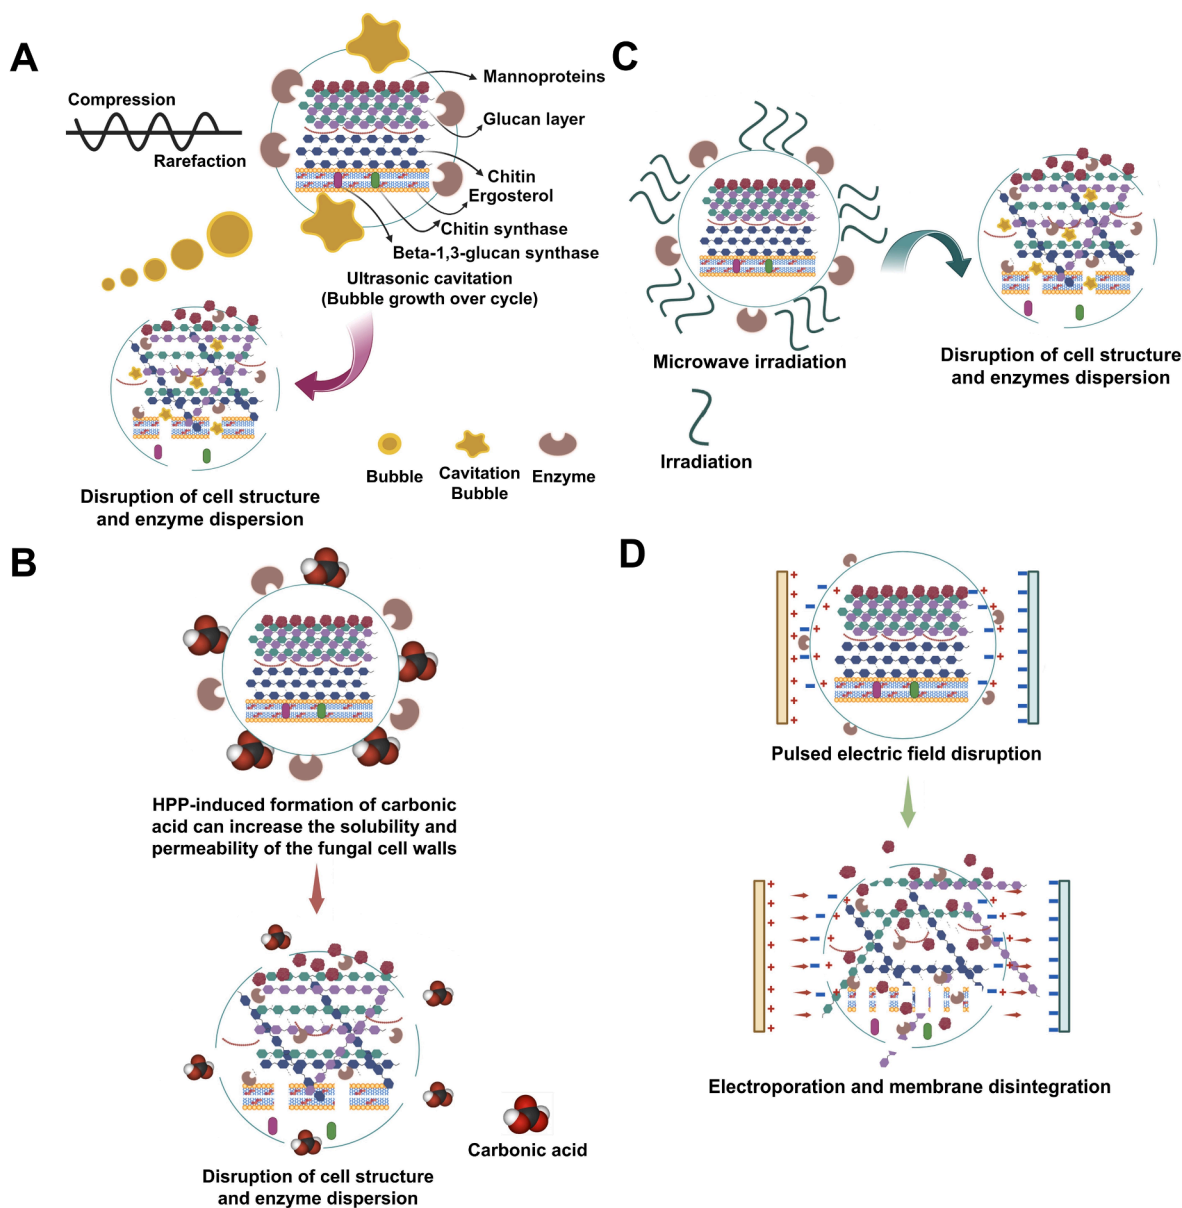 A
Compression
Rarefaction
Mannoproteins
Glucan layer
Chitin
Ergosterol
Chitin synthase
Beta-1,3-glucan synthase
Ultrasonic cavitation
(Bubble growth over cycle)
Disruption of cell structure
and enzyme dispersion
Bubble
Cavitation
Bubble
Enzyme
C
Microwave irradiation
Irradiation
Disruption of cell structure
and enzymes dispersion
B
HPP-induced formation of carbonic
acid can increase the solubility and
permeability of the fungal cell walls
Disruption of cell structure
and enzyme dispersion
Carbonic acid
D
Pulsed electric field disruption
Electroporation and membrane disintegration